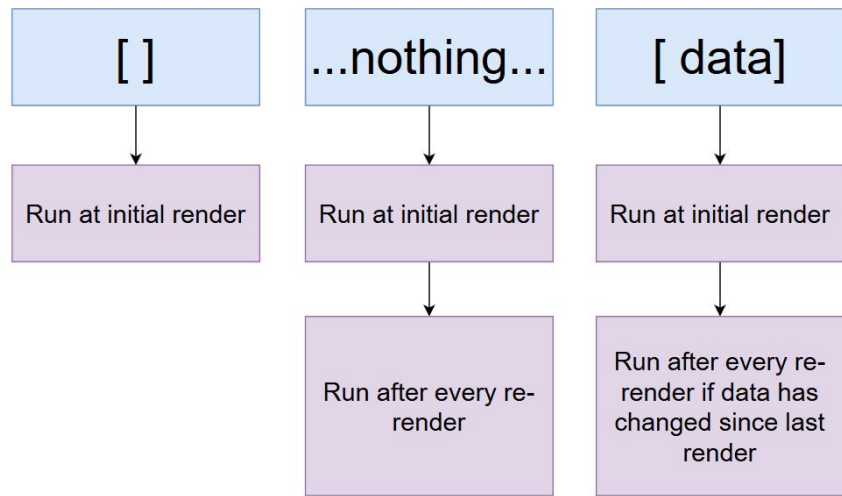 [ ]
...nothing...
[ data]
Run at initial render
Run at initial render
Run at initial render
Run after every re-
render
Run after every re-
render if data has
changed since last
render